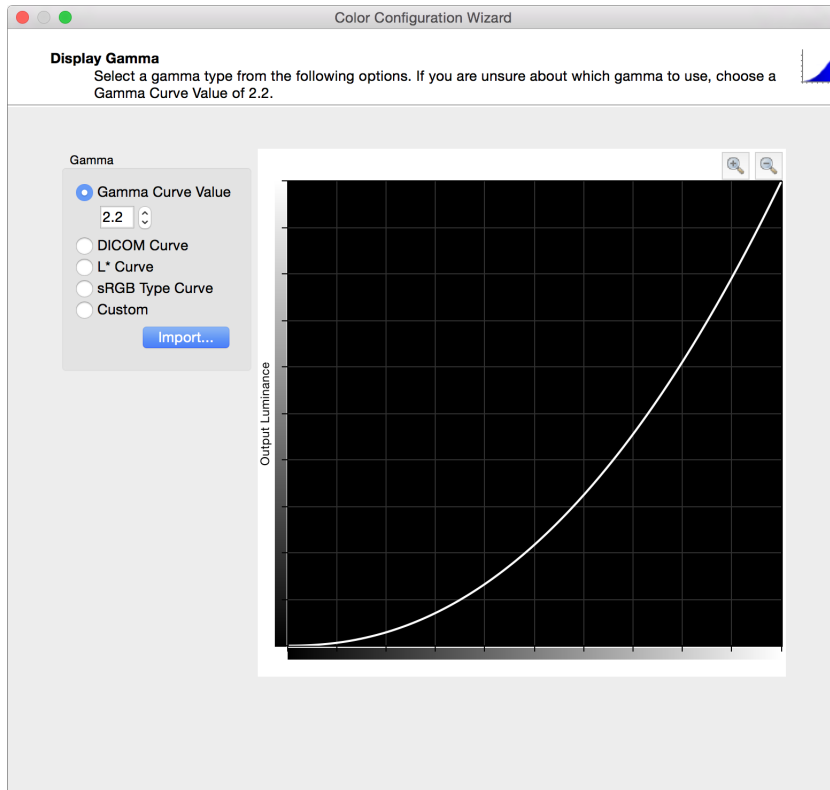 Color Configuration Wizard
Display Gamma
Select a gamma type from the following options. If you are unsure about which gamma to use, choose a
Gamma Curve Value of 2.2.
Gamma
Gamma Curve Value
2.2
DICOM Curve
L* Curve
sRGB Type Curve
Custom
Import...
Output Luminance